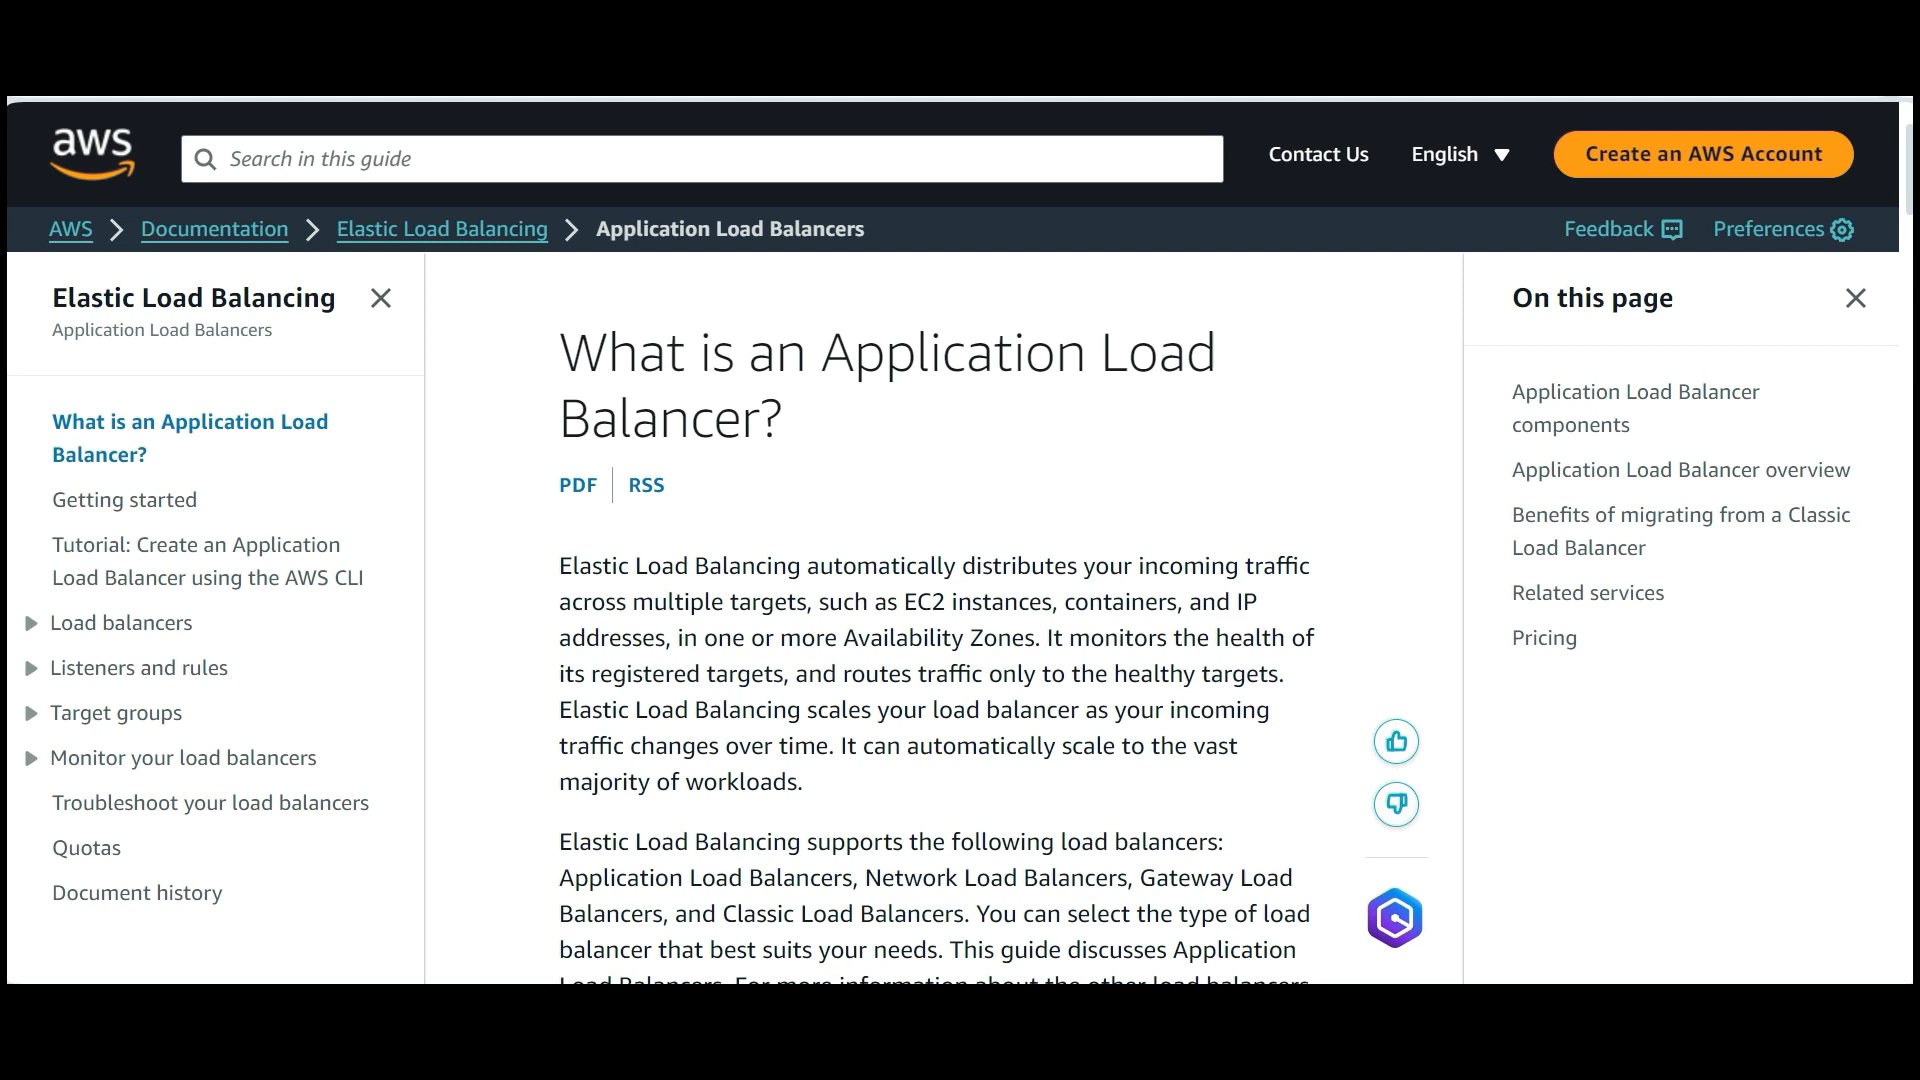 aws
Search in this guide
Contact Us
English
Create an AWS Account
AWS
Documentation
Elastic Load Balancing
Application Load Balancers
Feedback
Preferences
Elastic Load Balancing
Application Load Balancers
What is an Application Load
Balancer?
Getting started
Tutorial: Create an Application
Load Balancer using the AWS CLI
Load balancers
Listeners and rules
Target groups
Monitor your load balancers
Troubleshoot your load balancers
Quotas
Document history
What is an Application Load
Balancer?
PDF
RSS
Elastic Load Balancing automatically distributes your incoming traffic
across multiple targets, such as EC2 instances, containers, and IP
addresses, in one or more Availability Zones. It monitors the health of
its registered targets, and routes traffic only to the healthy targets.
Elastic Load Balancing scales your load balancer as your incoming
traffic changes over time. It can automatically scale to the vast
majority of workloads.
Elastic Load Balancing supports the following load balancers:
Application Load Balancers, Network Load Balancers, Gateway Load
Balancers, and Classic Load Balancers. You can select the type of load
balancer that best suits your needs. This guide discusses Application
Load Balancers. For more information about the other load balancers
On this page
Application Load Balancer
components
Application Load Balancer overview
Benefits of migrating from a Classic
Load Balancer
Related services
Pricing